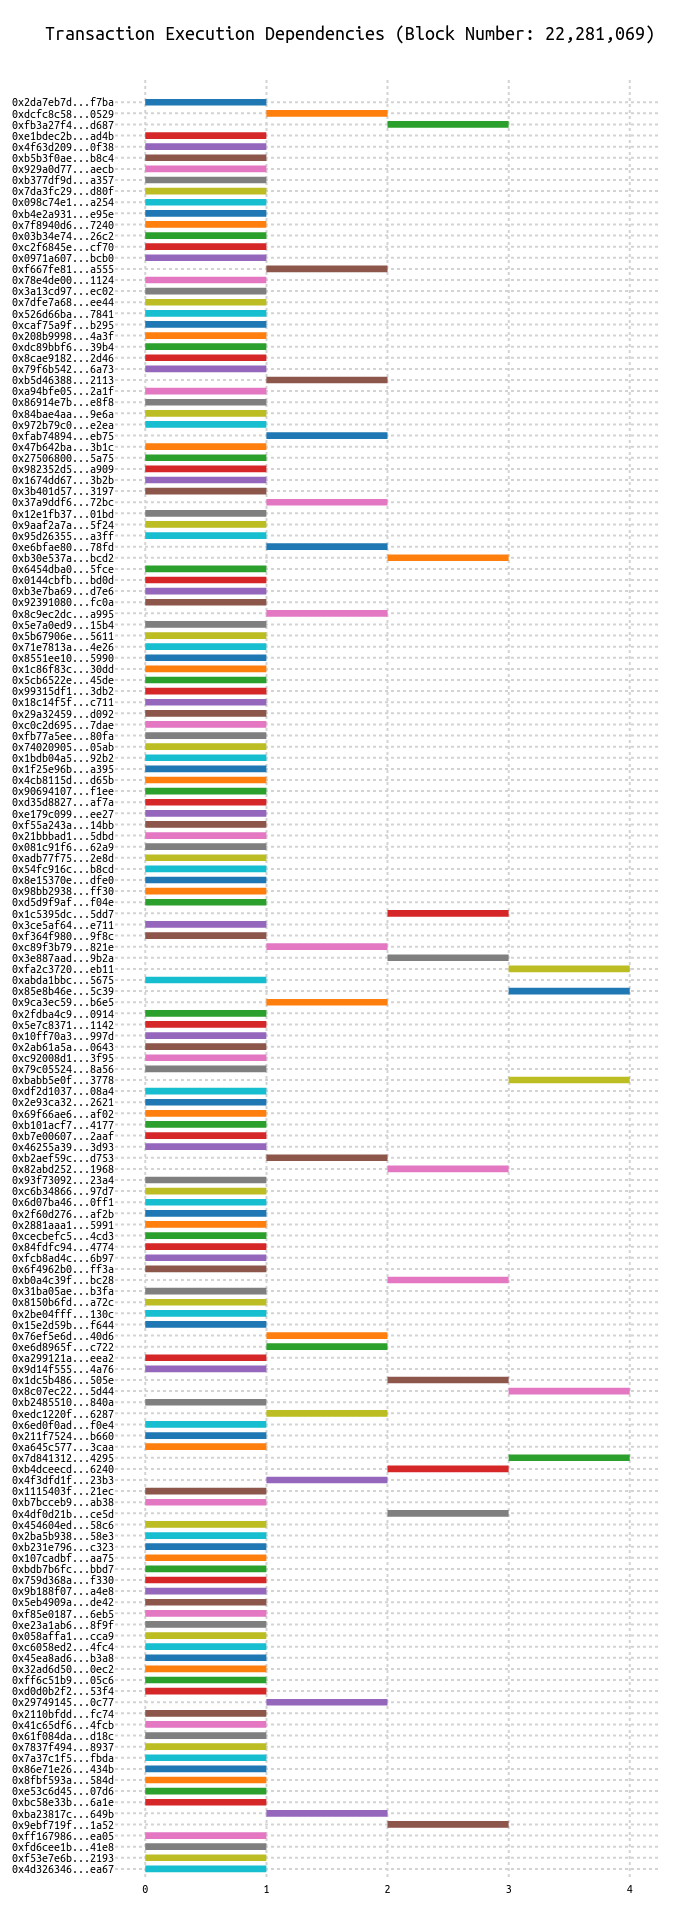 Transaction Execution Dependencies (Block Number: 22,281,069)
0x2da7eb7d...f7ba
0xdcfc8c58...0529
0xfb3a27f4...d687
0xe1bdec2b...ad4b
0x4f63d209...0f38
0xb5b3f0ae...b8c4
0x929a0d77...aecb
0xb377df9d...a357
0x7da3fc29...d80f
0x098c74e1...a254
0xb4e2a931...e95e
0x7f8940d6...7240
0x03b34e74...26c2
0xc2f6845e...cf70
0x0971a607...bcb0
0xf667fe81...a555
0x78e4de00...1124
0x3a13cd97...ec02
0x7dfe7a68...ee44
0x526d66ba...7841
0xcaf75a9f...b295
0x208b9998...4a3f
0xdc89bbf6...39b4
0x8cae9182...2d46
0x79f6b542...6a73
0xb5d46388...2113
0xa94bfe05...2a1f
0x86914e7b...e8f8
0x84bae4aa...9e6a
0x972b79c0...e2ea
0xfab74894...eb75
0x47b642ba...3b1c
0x27506800...5a75
0x982352d5...a909
0x1674dd67...3b2b
0x3b401d57...3197
0x37a9ddf6...72bc
0x12e1fb37...01bd
0x9aaf2a7a...5f24
0x95d26355...a3ff
0xe6bfae80...78fd
0xb30e537a...bcd2
0x6454dba0...5fce
0x0144cbfb...bd0d
0xb3e7ba69...d7e6
0x92391080...fc0a
0x8c9ec2dc...a995
0x5e7a0ed9...15b4
0x5b67906e...5611
0x71e7813a...4e26
0x8551ee10...5990
0x1c86f83c...30dd
0x5cb6522e...45de
0x99315df1...3db2
0x18c14f5f...c711
0x29a32459...d092
0xc0c2d695...7dae
0xfb77a5ee...80fa
0x74020905...05ab
0x1bdb04a5...92b2
0x1f25e96b...a395
0x4cb8115d...d65b
0x90694107...f1ee
0xd35d8827...af7a
0xe179c099...ee27
0xf55a243a...14bb
0x21bbbad1...5dbd
0x081c91f6...62a9
0xadb77f75...2e8d
0x54fc916c...b8cd
0x8e15370e...dfe0
0x98bb2938...ff30
0xd5d9f9af...f04e
0x1c5395dc...5dd7
0x3ce5af64...e711
0xf364f980...9f8c
0xc89f3b79...821e
0x3e887aad...9b2a
0xfa2c3720...eb11
0xabda1bbc...5675
0x85e8b46e...5c39
0x9ca3ec59...b6e5
0x2fdba4c9...0914
0x5e7c8371...1142
0x10ff70a3...997d
0x2ab61a5a...0643
0xc92008d1...3f95
0x79c05524...8a56
0xbabb5e0f...3778
0xdf2d1037...08a4
0x2e93ca32...2621
0x69f66ae6...af02
0xb101acf7...4177
0xb7e00607...2aaf
0x46255a39...3d93
0xb2aef59c...d753
0x82abd252...1968
0x93f73092...23a4
0xc6b34866...97d7
0x6d07ba46...0ff1
0x2f60d276...af2b
0x2881aaa1...5991
0xcecbefc5...4cd3
0x84fdfc94...4774
0xfcb8ad4c...6b97
0x6f4962b0...ff3a
0xb0a4c39f...bc28
0x31ba05ae...b3fa
0x8150b6fd...a72c
0x2be04fff...130c
0x15e2d59b...f644
0x76ef5e6d...40d6
0xe6d8965f...c722
0xa299121a...eea2
0x9d14f555...4a76
0x1dc5b486...505e
0x8c07ec22...5d44
0xb2485510...840a
0xedc1220f...6287
0x6ed0f0ad...f0e4
0x211f7524...b660
0xa645c577...3caa
0x7d841312...4295
0xb4dceecd...6240
0x4f3dfd1f...23b3
0x1115403f...21ec
0xb7bcceb9...ab38
0x4df0d21b...ce5d
0x454604ed...58c6
0x2ba5b938...58e3
0xb231e796...c323
0x107cadbf...aa75
0xbdb7b6fc...bbd7
0x759d368a...f330
0x9b188f07...a4e8
0x5eb4909a...de42
0xf85e0187...6eb5
0xe23a1ab6...8f9f
0x058affa1...cca9
0xc6058ed2...4fc4
0x45ea8ad6...b3a8
0x32ad6d50...0ec2
0xff6c51b9...05c6
0xd0d0b2f2...53f4
0x29749145...0c77
0x2110bfdd...fc74
0x41c65df6...4fcb
0x61f084da...d18c
0x7837f494...8937
0x7a37c1f5...fbda
0x86e71e26...434b
0x8fbf593a...584d
0xe53c6d45...07d6
0xbc58e33b...6a1e
0xba23817c...649b
0x9ebf719f...1a52
0xff167986...ea05
0xfd6cee1b...41e8
0xf53e7e6b...2193
0x4d326346...ea67
0 1 2 3 4